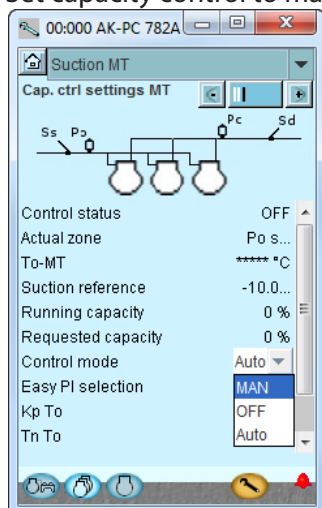 Set capacity control to ma
00:000 AK-PC 782A
Suction MT
Cap. ctrl settings MT
Ss Po Pc Sd
Control status OFF
Actual zone Po s...
To-MT ***** °C
Suction reference -10.0...
Running capacity 0 %
Requested capacity 0 %
Control mode Auto
Easy PI selection MAN
Kp To OFF
Tn To Auto